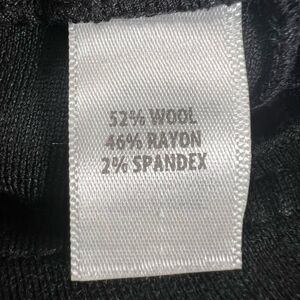 52% WOOL
46% RAYON
2% SPANDEX